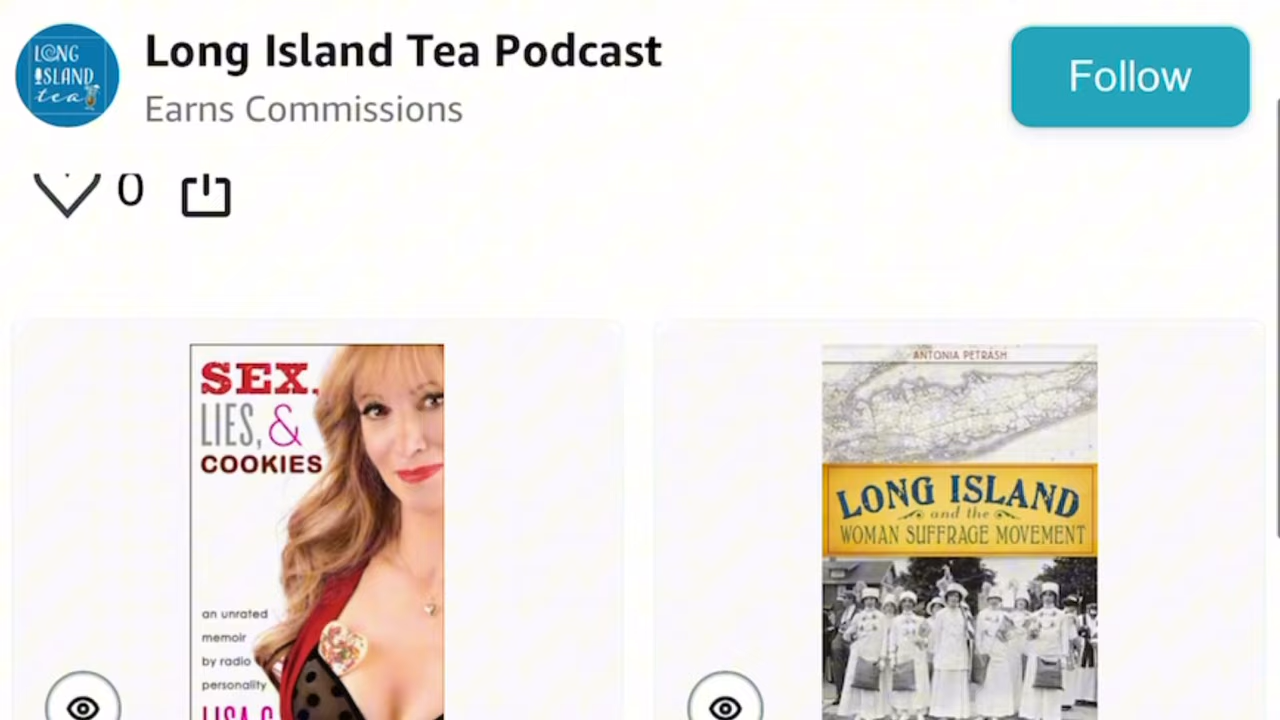 LONG
ISLAND
tea
Long Island Tea Podcast
Earns Commissions
Follow
0
SEX,
LIES, &
COOKIES
an unrated
memoir
by radio
personality
LISA G
ANTONIA PETRASH
LONG ISLAND
and the
WOMAN SUFFRAGE MOVEMENT